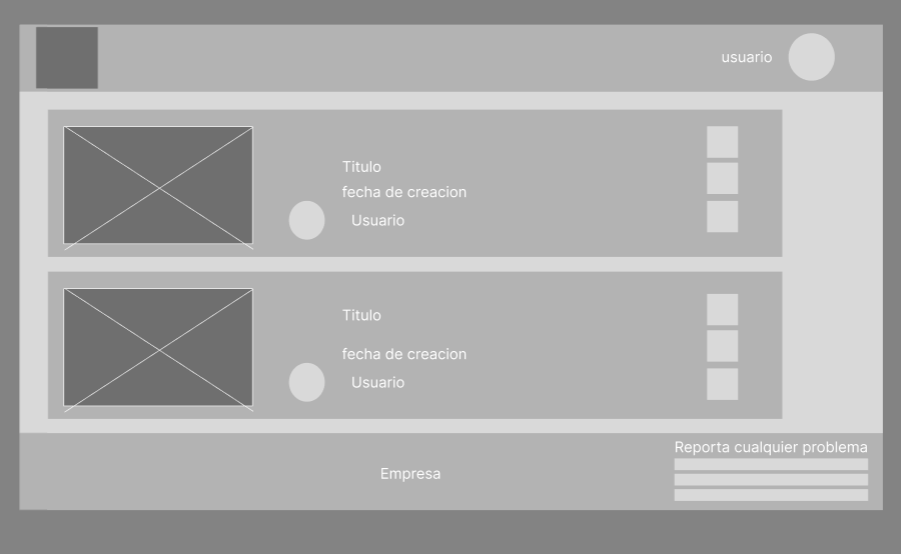 usuario
Titulo
fecha de creacion
Usuario
Titulo
fecha de creacion
Usuario
Reporta cualquier problema
Empresa